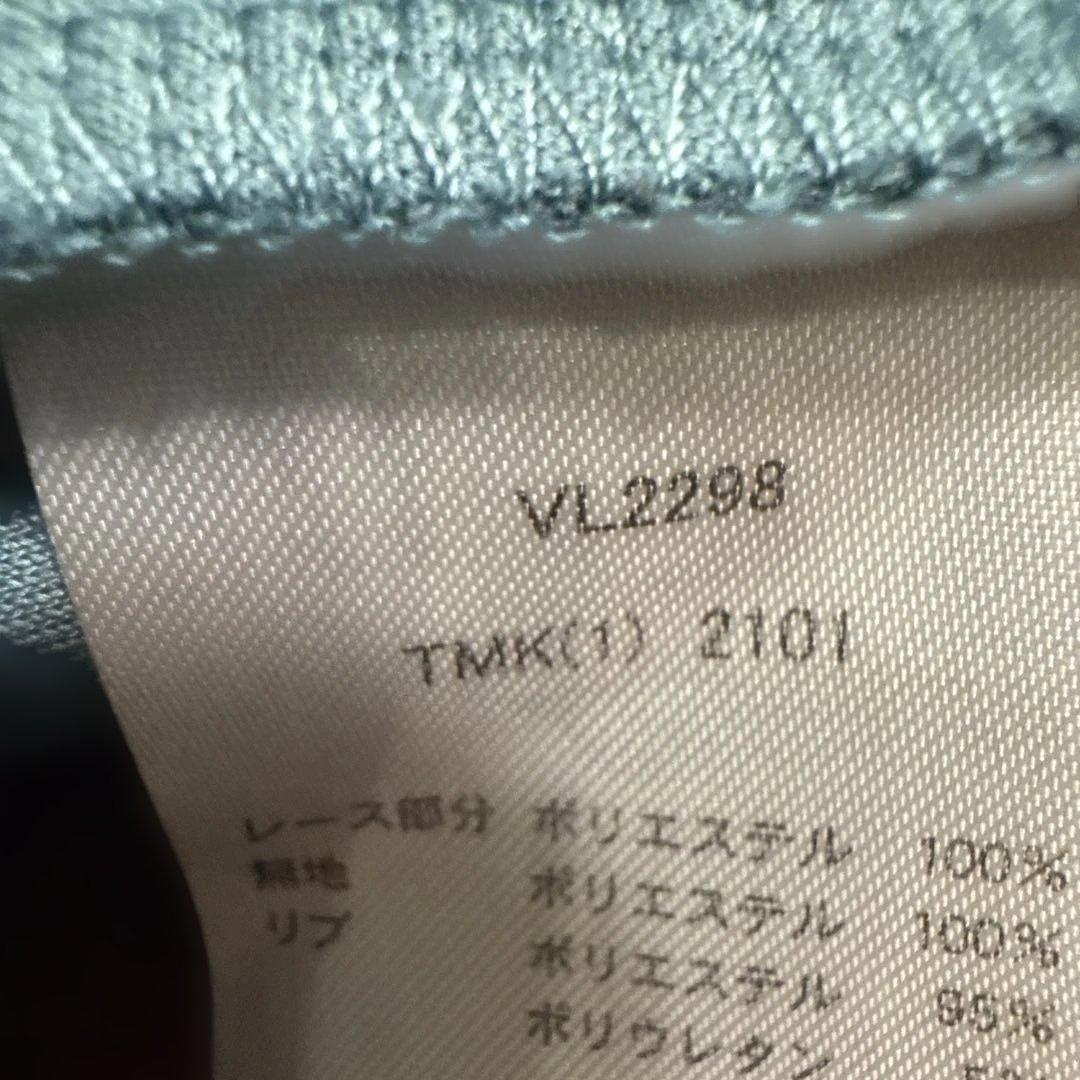 VL2298
TMK(1) 2101
レース部分 ポリエステル 100%
無地 ポリエステル 100%
リブ ポリエステル 95%
ポリウレタン